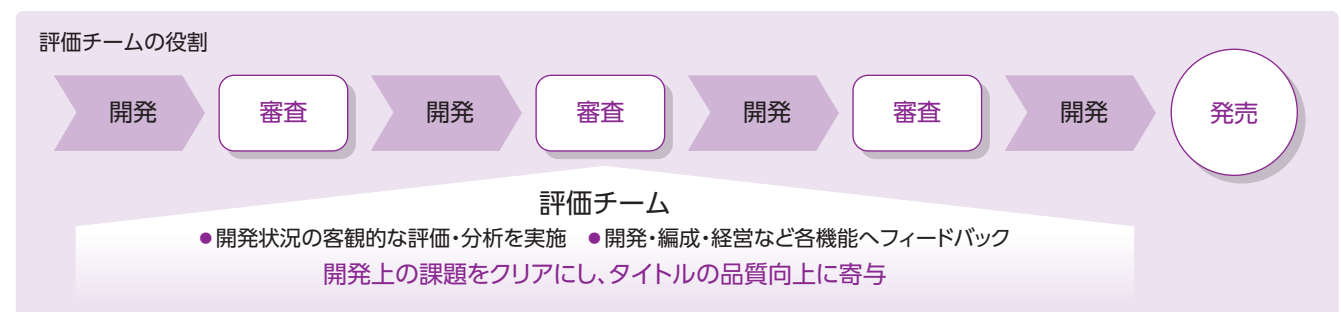 評価チームの役割
開発 審査 開発 審査 開発 審査 開発 発売
評価チーム
●開発状況の客観的な評価・分析を実施 ●開発・編成・経営など各機能へフィードバック
開発上の課題をクリアにし、タイトルの品質向上に寄与